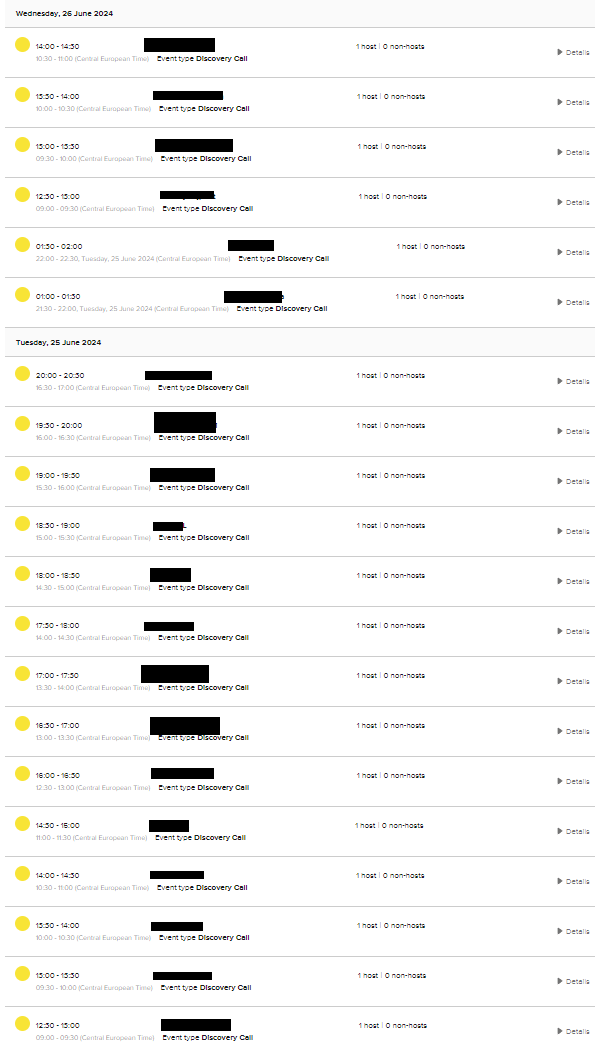 Wednesday, 26 June 2024
14:00 - 14:30
1 host | 0 non-hosts
10:30 - 11:00 (Central European Time) Event type Discovery Call
Details
13:30 - 14:00
1 host | 0 non-hosts
10:00 - 10:30 (Central European Time) Event type Discovery Call
Details
13:00 - 13:30
1 host | 0 non-hosts
09:30 - 10:00 (Central European Time) Event type Discovery Call
Details
12:30 - 13:00
1 host | 0 non-hosts
09:00 - 09:30 (Central European Time) Event type Discovery Call
Details
01:30 - 02:00
1 host | 0 non-hosts
22:00 - 22:30, Tuesday, 25 June 2024 (Central European Time) Event type Discovery Call
Details
01:00 - 01:30
1 host | 0 non-hosts
21:30 - 22:00, Tuesday, 25 June 2024 (Central European Time) Event type Discovery Call
Details
Tuesday, 25 June 2024
20:00 - 20:30
1 host | 0 non-hosts
16:30 - 17:00 (Central European Time) Event type Discovery Call
Details
19:30 - 20:00
1 host | 0 non-hosts
16:00 - 16:30 (Central European Time) Event type Discovery Call
Details
19:00 - 19:30
1 host | 0 non-hosts
15:30 - 16:00 (Central European Time) Event type Discovery Call
Details
18:30 - 19:00
1 host | 0 non-hosts
15:00 - 15:30 (Central European Time) Event type Discovery Call
Details
18:00 - 18:30
1 host | 0 non-hosts
14:30 - 15:00 (Central European Time) Event type Discovery Call
Details
17:30 - 18:00
1 host | 0 non-hosts
14:00 - 14:30 (Central European Time) Event type Discovery Call
Details
17:00 - 17:30
1 host | 0 non-hosts
13:30 - 14:00 (Central European Time) Event type Discovery Call
Details
16:30 - 17:00
1 host | 0 non-hosts
13:00 - 13:30 (Central European Time) Event type Discovery Call
Details
16:00 - 16:30
1 host | 0 non-hosts
12:30 - 13:00 (Central European Time) Event type Discovery Call
Details
14:30 - 15:00
1 host | 0 non-hosts
11:00 - 11:30 (Central European Time) Event type Discovery Call
Details
14:00 - 14:30
1 host | 0 non-hosts
10:30 - 11:00 (Central European Time) Event type Discovery Call
Details
13:30 - 14:00
1 host | 0 non-hosts
10:00 - 10:30 (Central European Time) Event type Discovery Call
Details
13:00 - 13:30
1 host | 0 non-hosts
09:30 - 10:00 (Central European Time) Event type Discovery Call
Details
12:30 - 13:00
1 host | 0 non-hosts
09:00 - 09:30 (Central European Time) Event type Discovery Call
Details